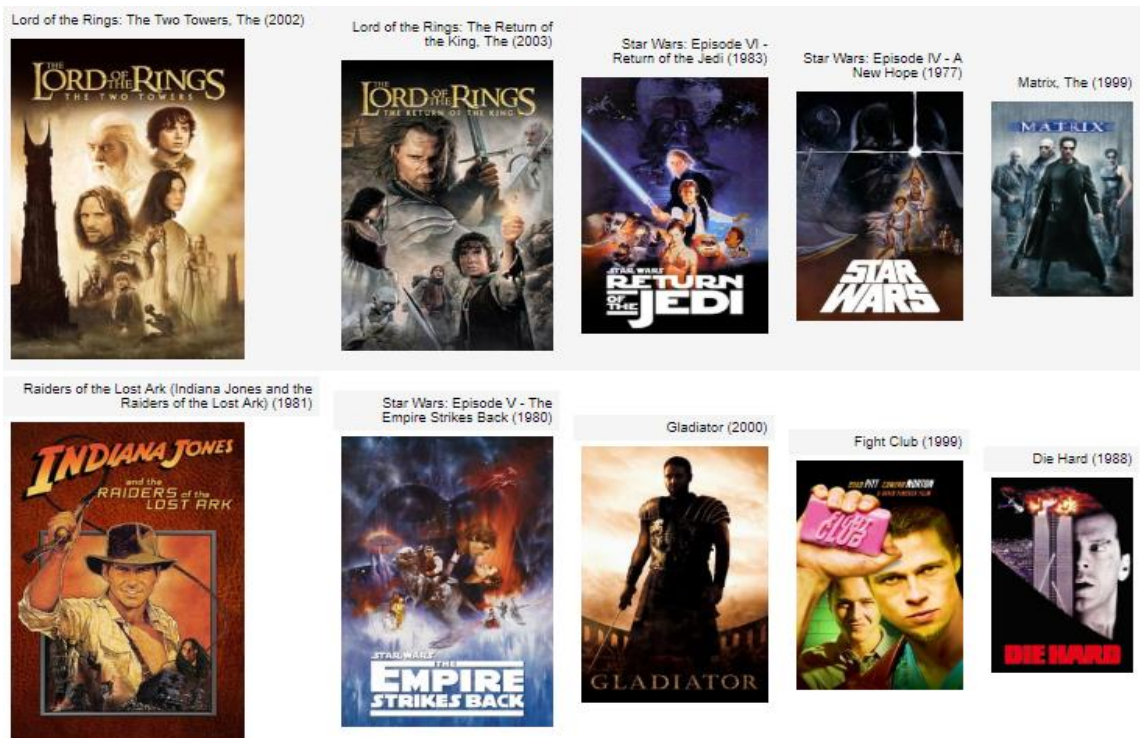 Lord of the Rings: The Two Towers, The (2002)
Lord of the Rings: The Return of
the King, The (2003)
Star Wars: Episode VI -
Return of the Jedi (1983)
Star Wars: Episode IV - A
New Hope (1977)
Matrix, The (1999)
THE
LORD OF THE RINGS
THE TWO TOWERS
THE
LORD OF THE RINGS
THE RETURN OF THE KING
STAR WARS
RETURN
OF THE JEDI
STAR
WARS
MATRIX
Raiders of the Lost Ark (Indiana Jones and the
Raiders of the Lost Ark) (1981)
Star Wars: Episode V - The
Empire Strikes Back (1980)
Gladiator (2000)
Fight Club (1999)
Die Hard (1988)
INDIANA JONES
and the
RAIDERS of the
LOST ARK
STAR WARS
THE
EMPIRE
STRIKES BACK
GLADIATOR
BRAD PITT EDWARD NORTON
FIGHT
CLUB
DIE HARD